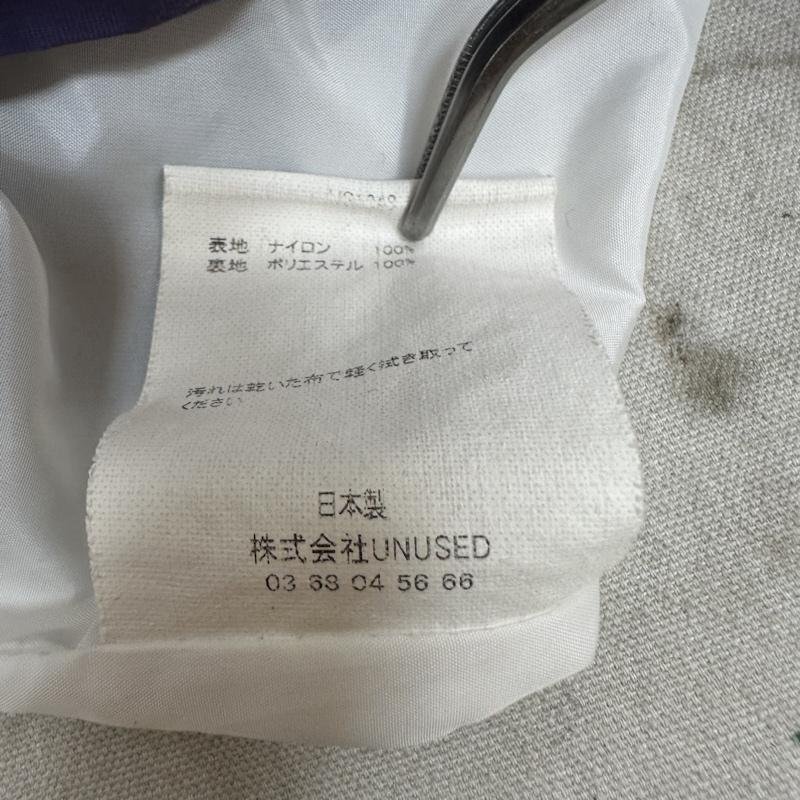 表地 ナイロン 100%
裏地 ポリエステル 100%
汚れは乾いた布で軽く拭き取って
ください
日本製
株式会社UNUSED
03 68 04 56 66